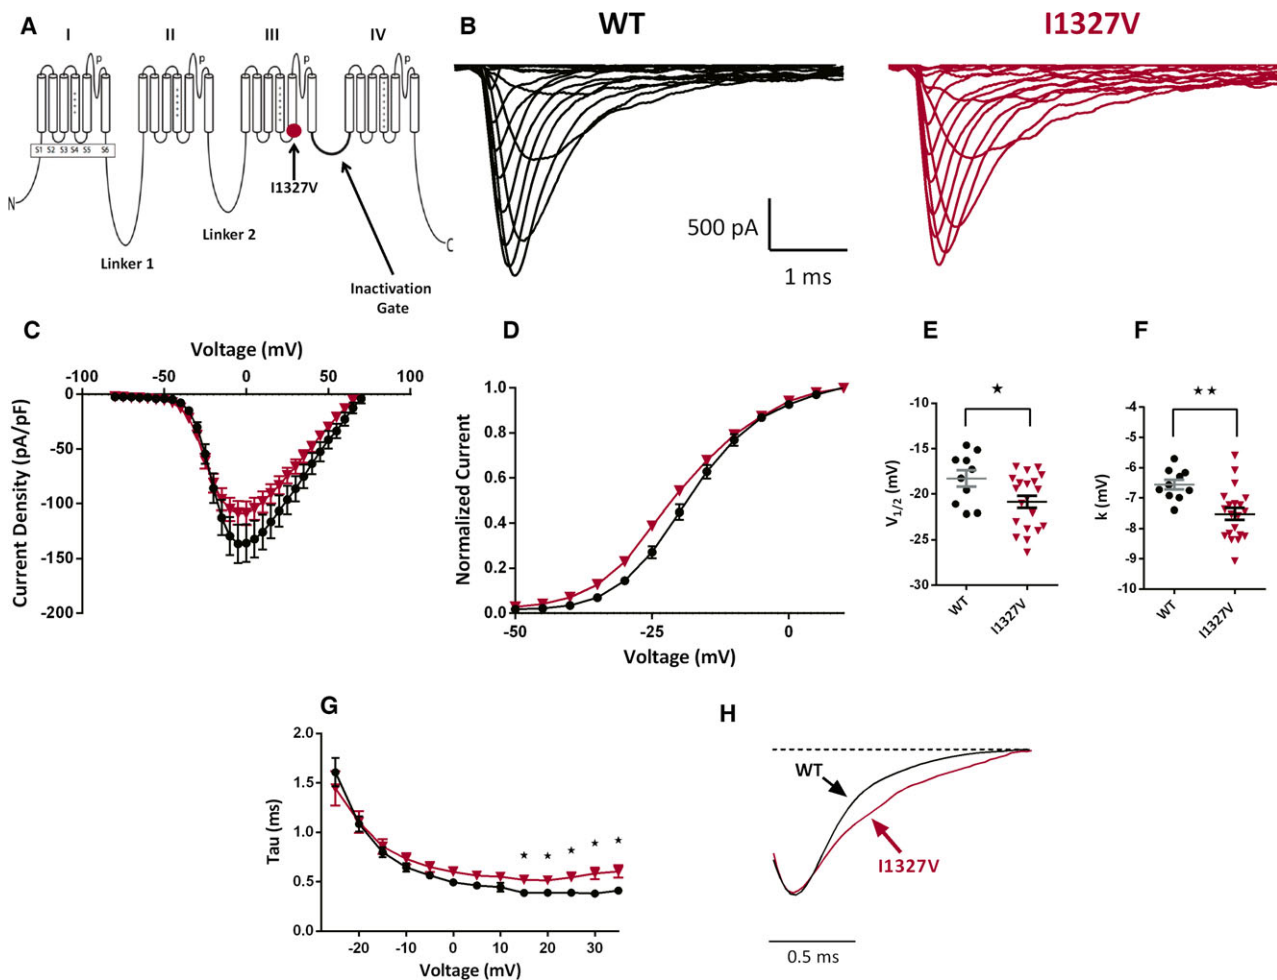 A
I II III IV
P P P P
S1 S2 S3 S4 S5 S6
I1327V
N
C
Linker 1
Linker 2
Inactivation
Gate
B
WT
I1327V
500 pA
1 ms
C
Voltage (mV)
-100 -50 0 50 100
0
-50
-100
-150
-200
Current Density (pA/pF)
D
1.0
0.8
0.6
0.4
0.2
0.0
-50 -25 0
Normalized Current
Voltage (mV)
E
★
-10
-15
-20
-25
-30
V1/2 (mV)
WT
I1327V
F
★★
-4
-5
-6
-7
-8
-9
-10
k (mV)
WT
I1327V
G
2.0
1.5
1.0
0.5
0.0
Tau (ms)
★ ★ ★ ★ ★
-20 -10 0 10 20 30
Voltage (mV)
H
WT
I1327V
0.5 ms